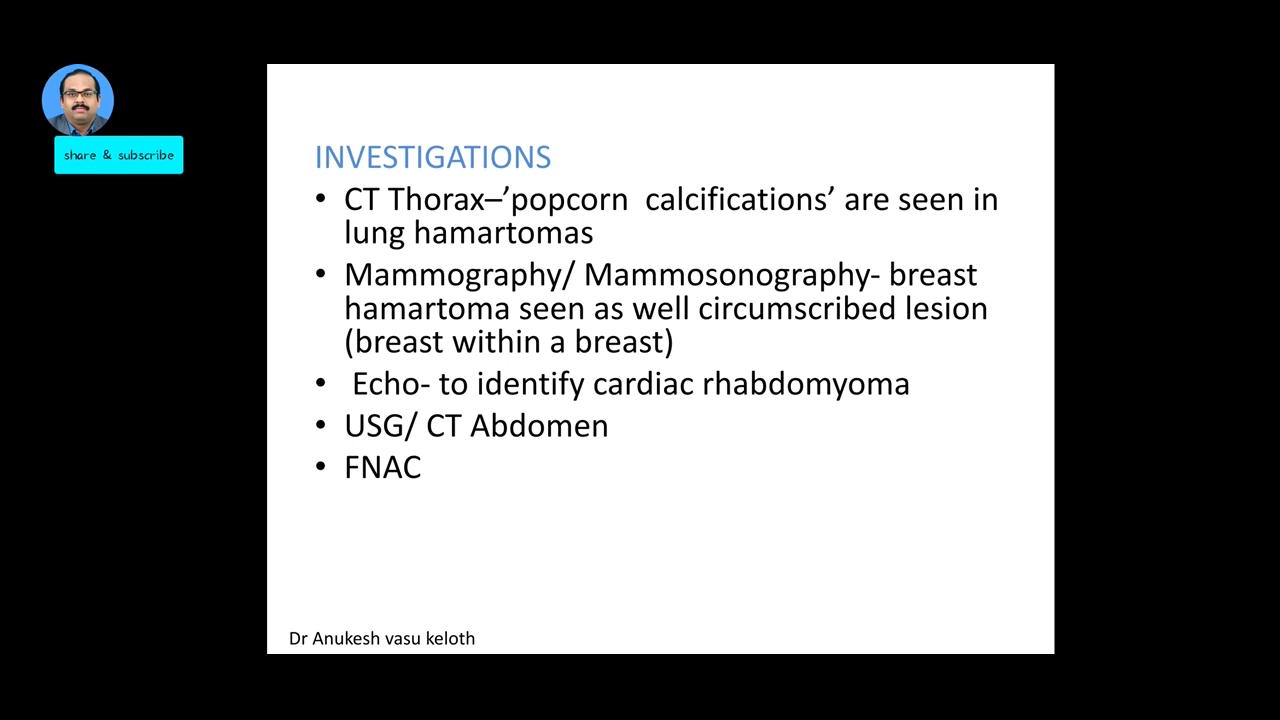 share & subscribe
INVESTIGATIONS
• CT Thorax–’popcorn  calcifications’ are seen in
lung hamartomas
• Mammography/ Mammosonography- breast
hamartoma seen as well circumscribed lesion
(breast within a breast)
•  Echo- to identify cardiac rhabdomyoma
• USG/ CT Abdomen
• FNAC
Dr Anukesh vasu keloth